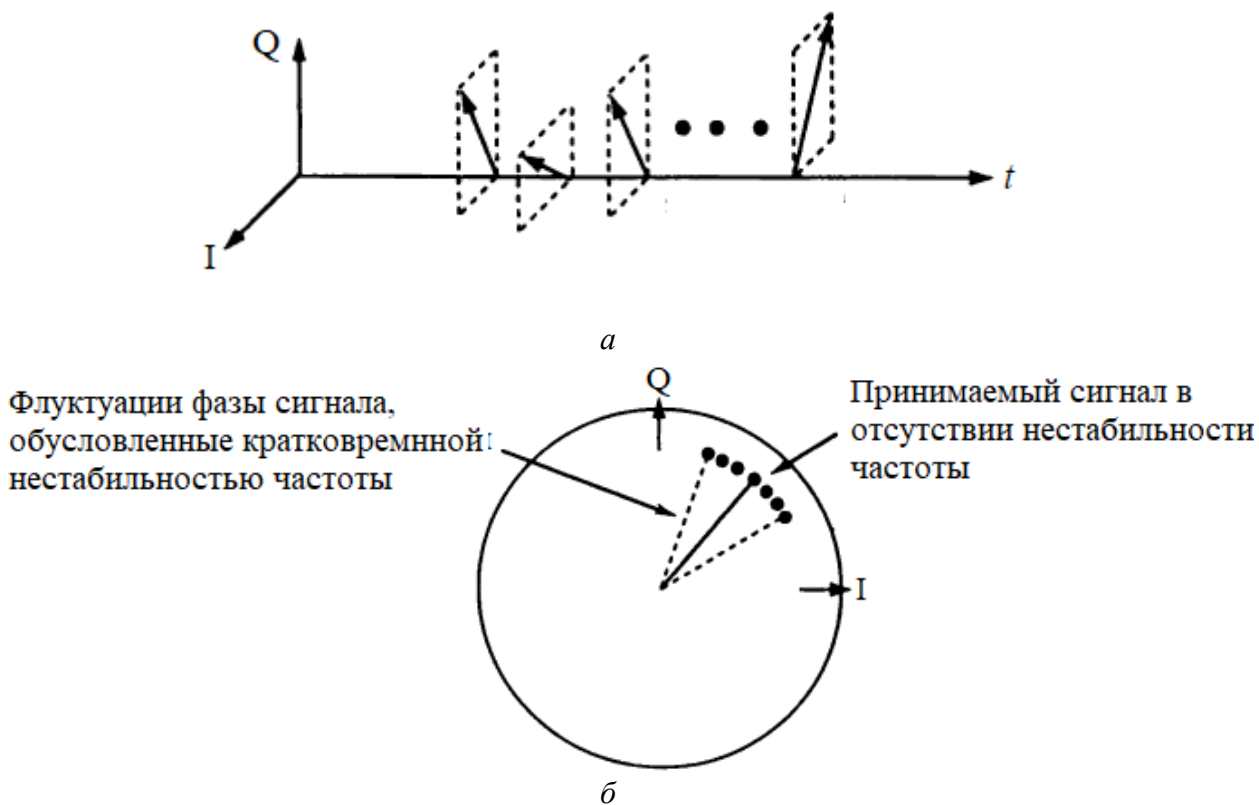 Q
t
I
а
Флуктуации фазы сигнала,
обусловленные кратковремнной
нестабильностью частоты
Q
Принимаемый сигнал в
отсутствии нестабильности
частоты
I
б